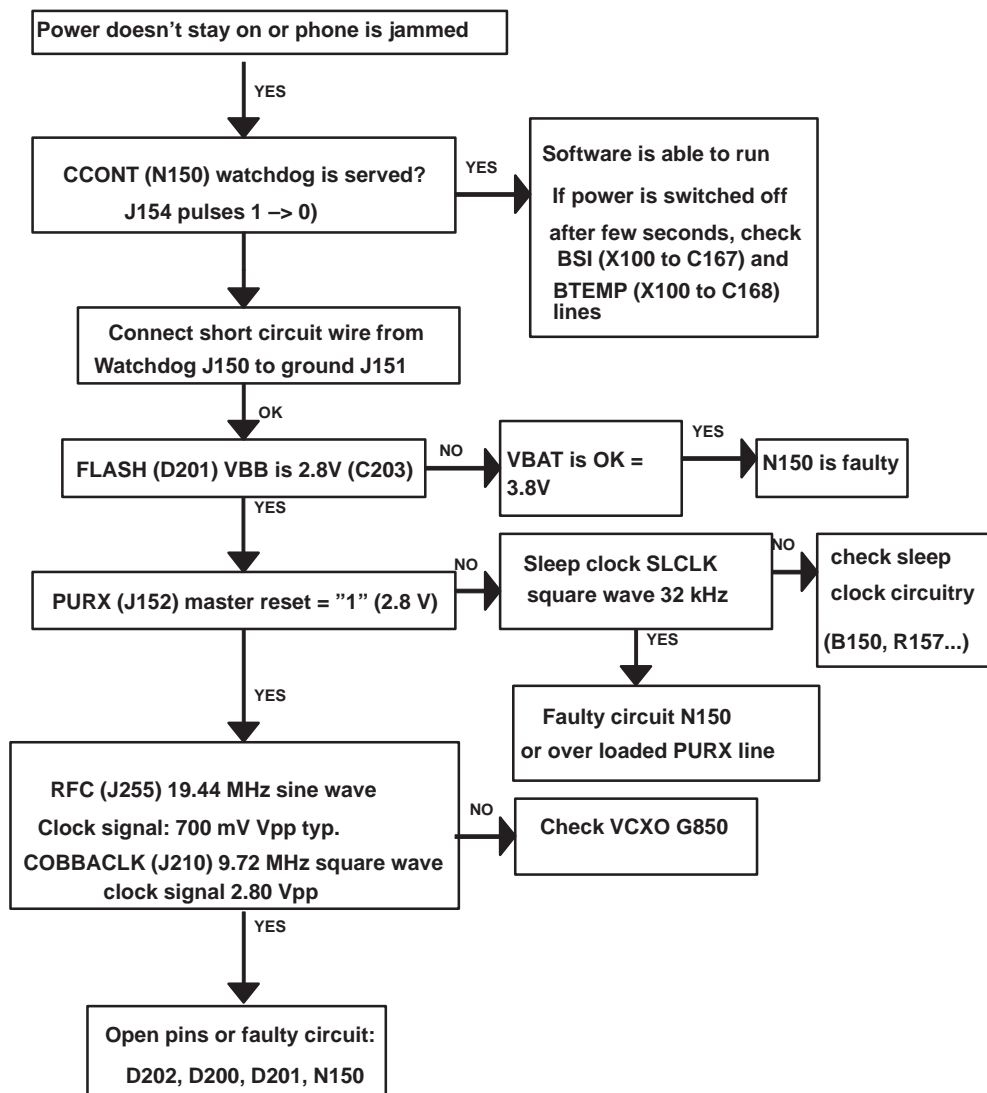 Power doesn't stay on or phone is jammed
YES
CCONT (N150) watchdog is served?
J154 pulses 1 –> 0)
YES
Software is able to run
If power is switched off
after few seconds, check
BSI (X100 to C167) and
BTEMP (X100 to C168)
lines
Connect short circuit wire from
Watchdog J150 to ground J151
OK
FLASH (D201) VBB is 2.8V (C203)
NO
VBAT is OK =
3.8V
YES
N150 is faulty
YES
PURX (J152) master reset = ”1” (2.8 V)
NO
Sleep clock SLCLK
square wave 32 kHz
NO
check sleep
clock circuitry
(B150, R157...)
YES
Faulty circuit N150
or over loaded PURX line
YES
RFC (J255) 19.44 MHz sine wave
Clock signal: 700 mV Vpp typ.
COBBACLK (J210) 9.72 MHz square wave
clock signal 2.80 Vpp
NO
Check VCXO G850
YES
Open pins or faulty circuit:
D202, D200, D201, N150